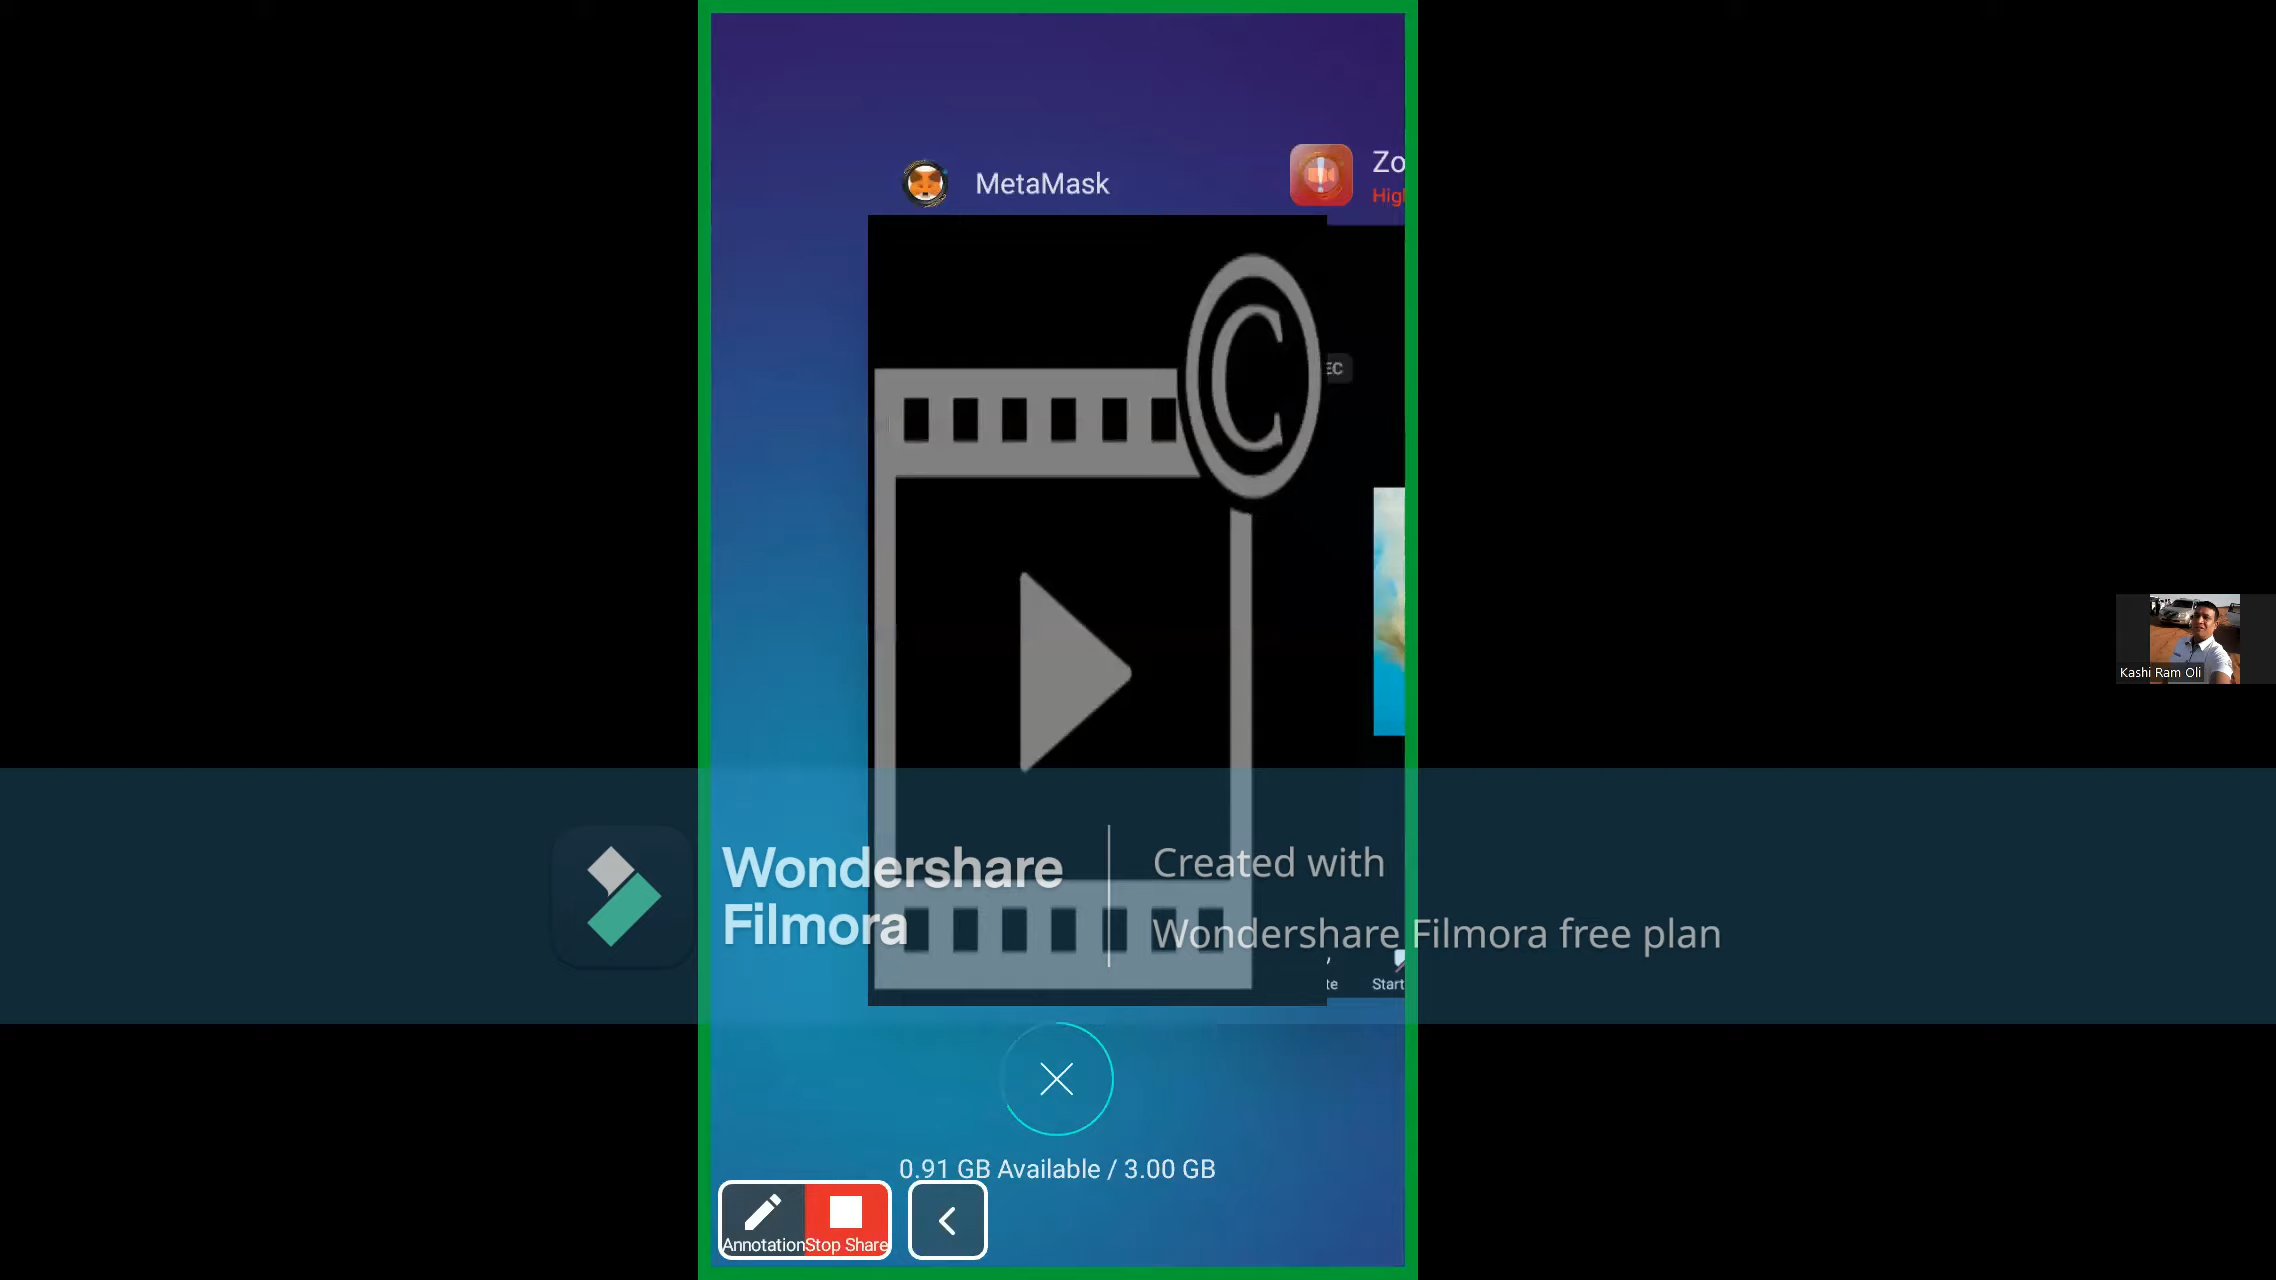 MetaMask
Zo
High
EC
C
Kashi Ram Oli
Wondershare
Filmora
Created with
Wondershare Filmora free plan
te
Start
0.91 GB Available / 3.00 GB
Annotation
Stop Share